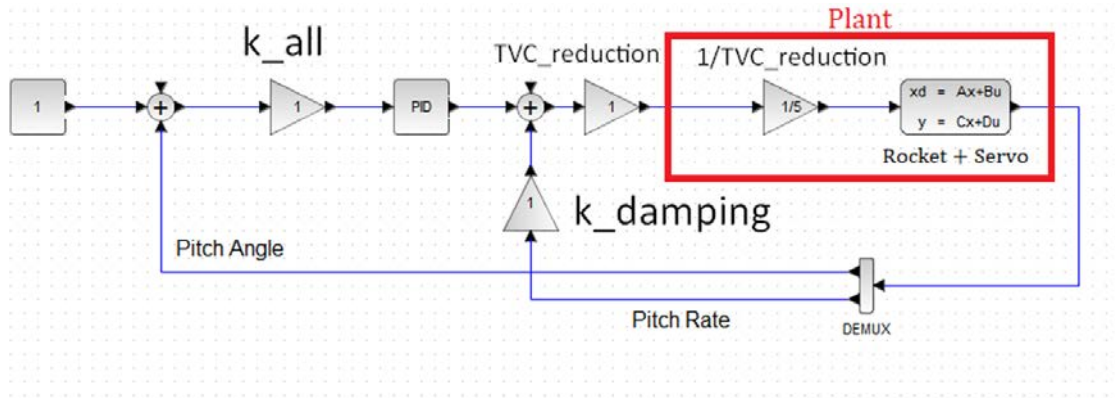 Plant
k_all
TVC_reduction
1/TVC_reduction
1
+
1
PID
+
1
1/5
xd = Ax+Bu
y = Cx+Du
Rocket + Servo
1
k_damping
Pitch Angle
Pitch Rate
DEMUX